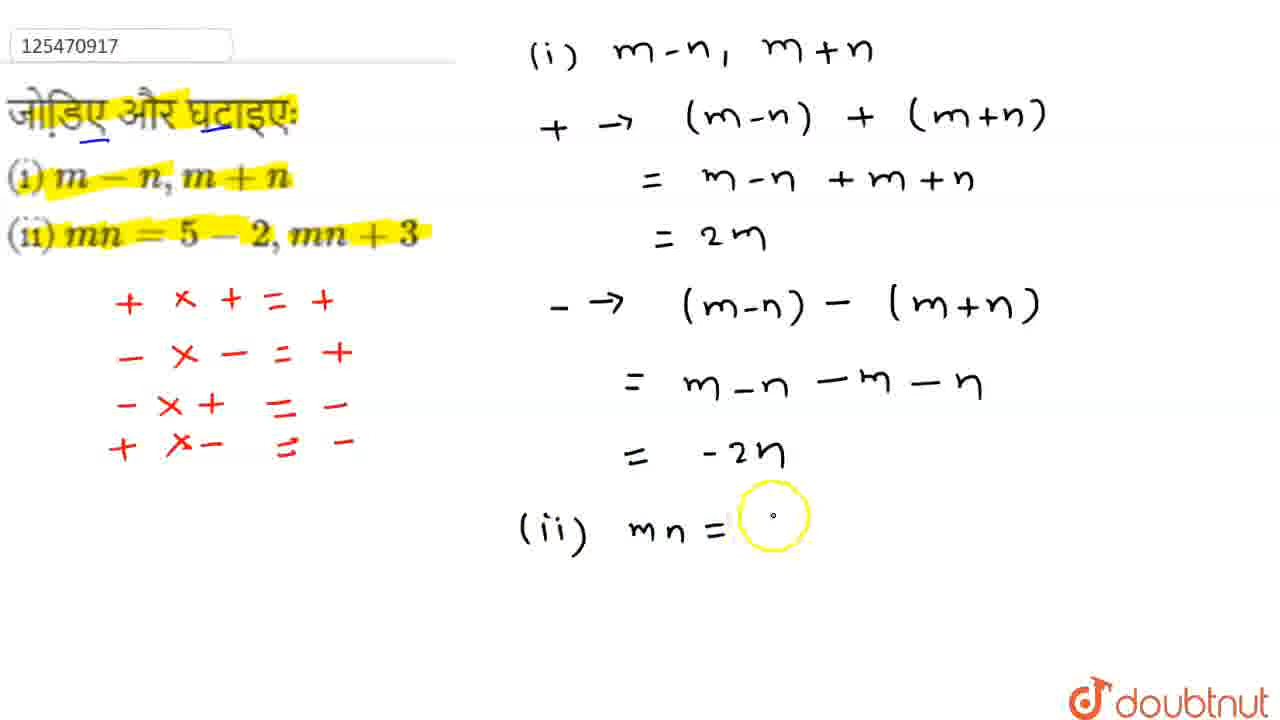 125470917
जोड़िए और घटाइएः
(i) m − n, m + n
(ii) mn = 5 − 2, mn + 3
+ × + = +
− × − = +
− × + = −
+ × − = −
(i) m − n, m + n
+ → (m − n) + (m + n)
= m − n + m + n
= 2m
− → (m − n) − (m + n)
= m − n − m − n
= −2n
(ii) mn =
doubtnut